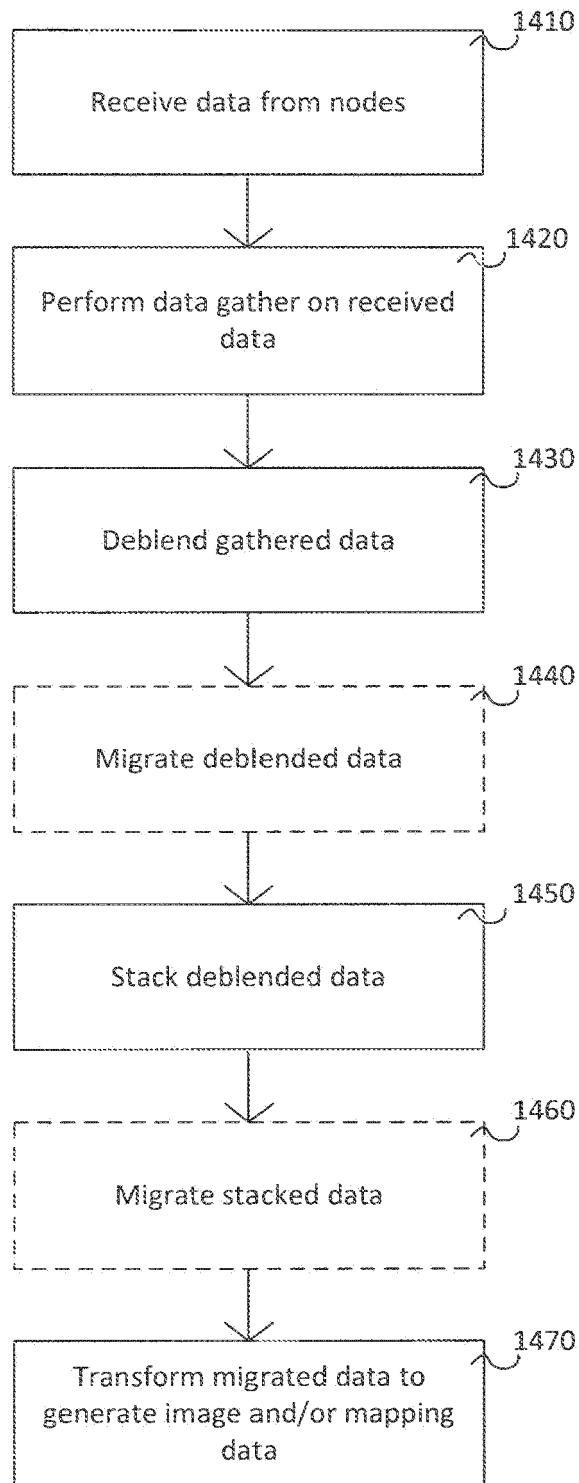 1410
Receive data from nodes
1420
Perform data gather on received
data
1430
Deblend gathered data
1440
Migrate deblended data
1450
Stack deblended data
1460
Migrate stacked data
1470
Transform migrated data to
generate image and/or mapping
data